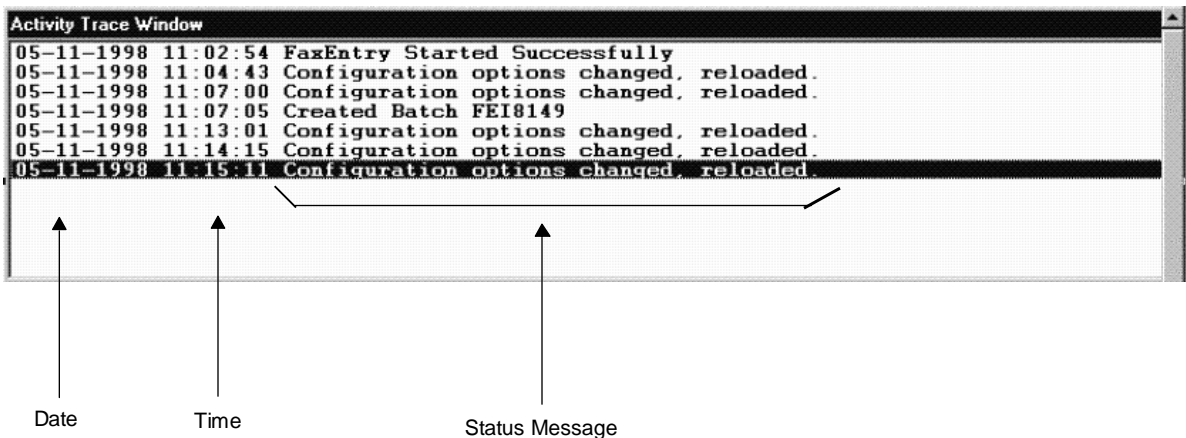 Activity Trace Window
05-11-1998 11:02:54 FaxEntry Started Successfully
05-11-1998 11:04:43 Configuration options changed, reloaded.
05-11-1998 11:07:00 Configuration options changed, reloaded.
05-11-1998 11:07:05 Created Batch FEI8149
05-11-1998 11:13:01 Configuration options changed, reloaded.
05-11-1998 11:14:15 Configuration options changed, reloaded.
05-11-1998 11:15:11 Configuration options changed, reloaded.
Date Time Status Message